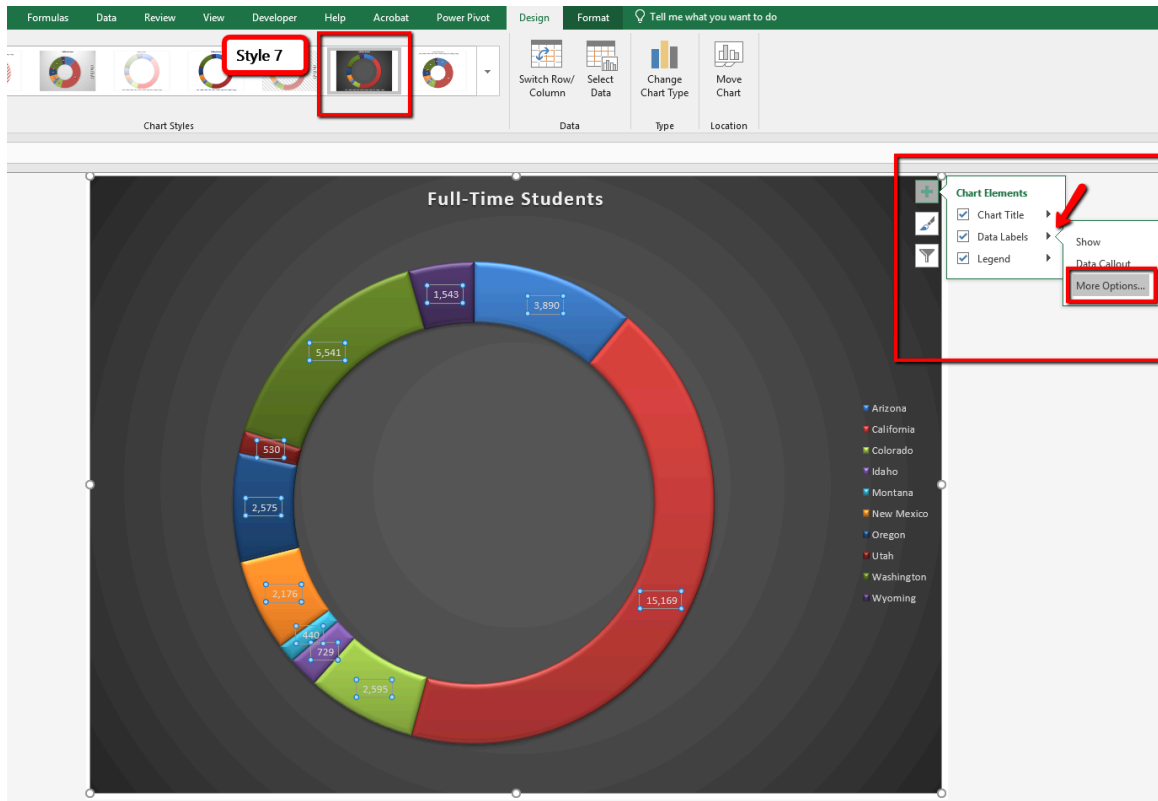 Formulas Data Review View Developer Help Acrobat Power Pivot Design Format Tell me what you want to do
Style 7
Switch Row/ Column
Select Data
Change Chart Type
Move Chart
Chart Styles Data Type Location
Full-Time Students
Chart Elements
Chart Title
Data Labels
Legend
Show
Data Callout
More Options...
1,543
3,890
5,541
530
2,575
2,176
440
729
2,595
15,169
Arizona
California
Colorado
Idaho
Montana
New Mexico
Oregon
Utah
Washington
Wyoming